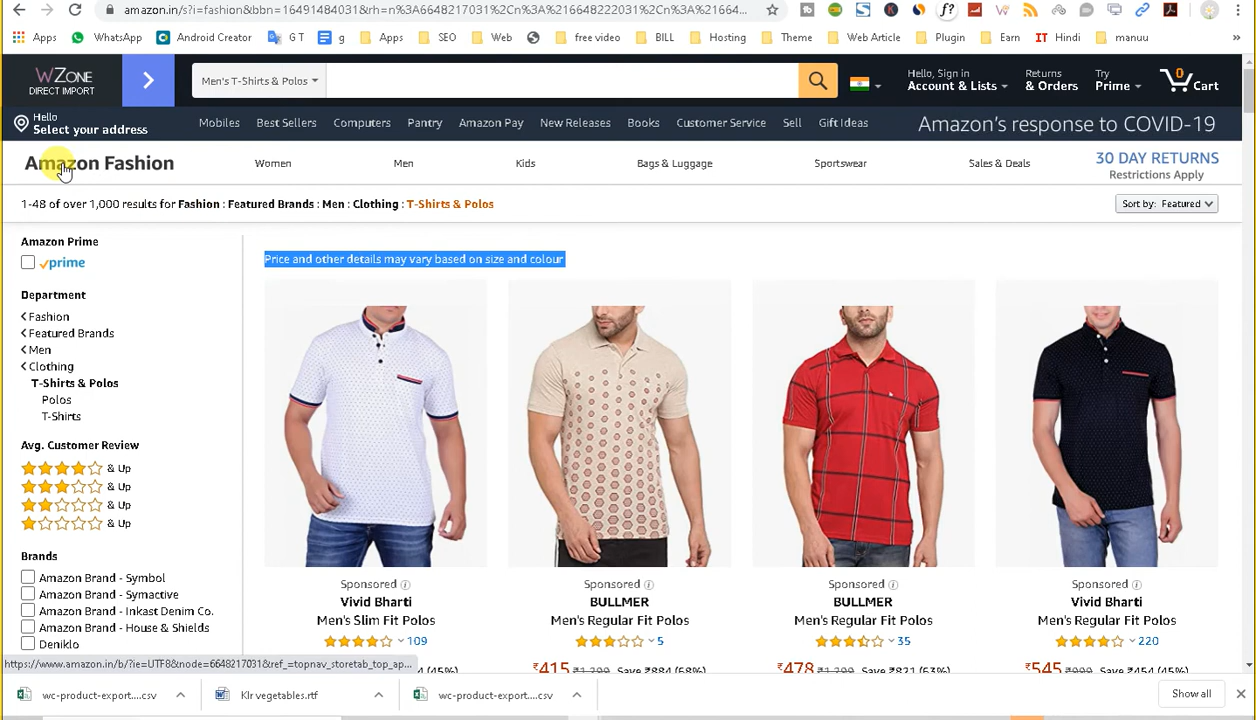 amazon.in/s?i=fashion&bbn=16491484031&rh=n%3A6648217031%2Cn%3A16648222031%2Cn%3A1664...
Apps WhatsApp Android Creator G T g Apps SEO Web free video BILL Hosting Theme Web Article Plugin Earn IT Hindi manuu »
WZONE
DIRECT IMPORT
Men's T-Shirts & Polos
Hello, Sign in
Account & Lists
Returns
& Orders
Try
Prime
0
Cart
Hello
Select your address
Mobiles Best Sellers Computers Pantry Amazon Pay New Releases Books Customer Service Sell Gift Ideas Amazon's response to COVID-19
Amazon Fashion Women Men Kids Bags & Luggage Sportswear Sales & Deals
30 DAY RETURNS
Restrictions Apply
1-48 of over 1,000 results for Fashion : Featured Brands : Men : Clothing : T-Shirts & Polos
Sort by: Featured
Amazon Prime
prime
Department
Fashion
Featured Brands
Men
Clothing
T-Shirts & Polos
Polos
T-Shirts
Avg. Customer Review
& Up
& Up
& Up
& Up
Brands
Amazon Brand - Symbol
Amazon Brand - Symactive
Amazon Brand - Inkast Denim Co.
Amazon Brand - House & Shields
Deniklo
Price and other details may vary based on size and colour
Sponsored
Vivid Bharti
Men's Slim Fit Polos
109
(45%)
Sponsored
BULLMER
Men's Regular Fit Polos
5
₹415 ₹1,299 Save ₹884 (68%)
Sponsored
BULLMER
Men's Regular Fit Polos
35
₹478 ₹1,299 Save ₹821 (63%)
Sponsored
Vivid Bharti
Men's Regular Fit Polos
220
₹545 ₹999 Save ₹454 (45%)
https://www.amazon.in/b/?ie=UTF8&node=6648217031&ref_=topnav_storetab_top_ap...
wc-product-export....csv Klr vegetables.rtf wc-product-export....csv Show all